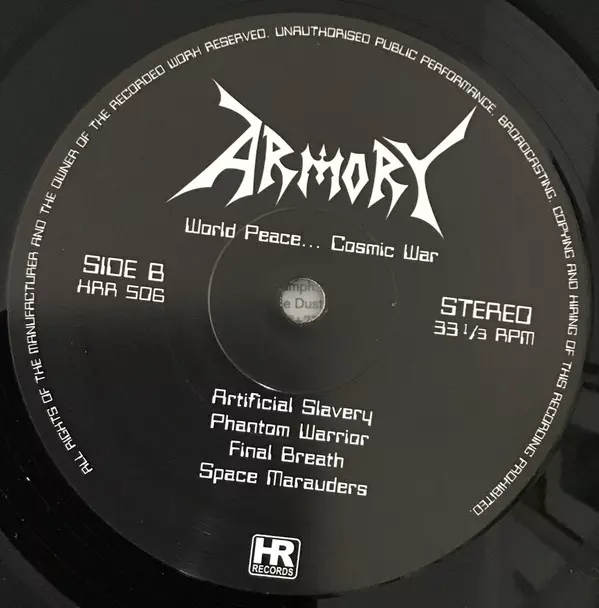 ALL RIGHTS OF THE MANUFACTURER AND THE OWNER OF THE RECORDED WORK RESERVED. UNAUTHORISED PUBLIC PERFORMANCE, BROADCASTING, COPYING AND HIRING OF THIS RECORDING PROHIBITED.
ARMORY
World Peace... Cosmic War
SIDE B
HRR 506
STEREO
33 1/3 RPM
e Dust
Artificial Slavery
Phantom Warrior
Final Breath
Space Marauders
HR
RECORDS